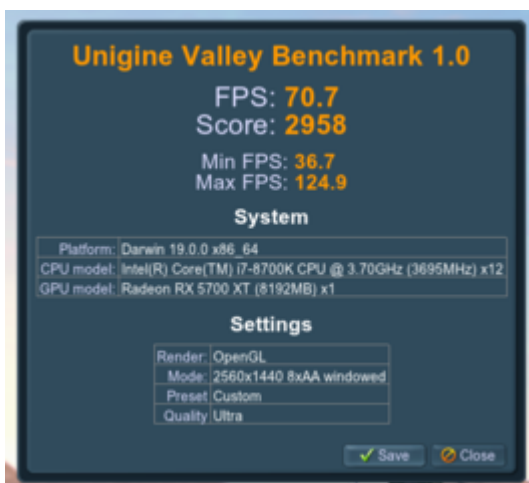 Unigine Valley Benchmark 1.0
FPS: 70.7
Score: 2958
Min FPS: 36.7
Max FPS: 124.9
System
Platform: Darwin 19.0.0 x86_64
CPU model: Intel(R) Core(TM) i7-8700K CPU @ 3.70GHz (3695MHz) x12
GPU model: Radeon RX 5700 XT (8192MB) x1
Settings
Render: OpenGL
Mode: 2560x1440 8xAA windowed
Preset Custom
Quality Ultra
Save Close